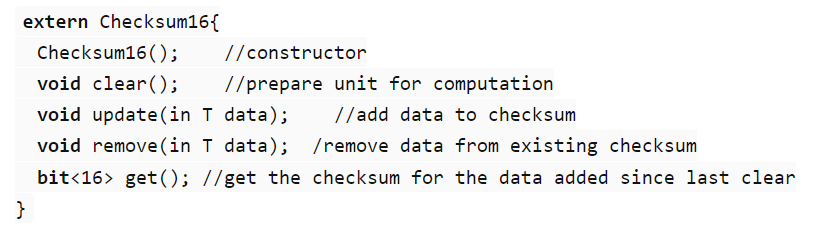 extern Checksum16{
Checksum16();    //constructor
void clear();    //prepare unit for computation
void update(in T data);    //add data to checksum
void remove(in T data);  /remove data from existing checksum
bit<16> get(); //get the checksum for the data added since last clear
}